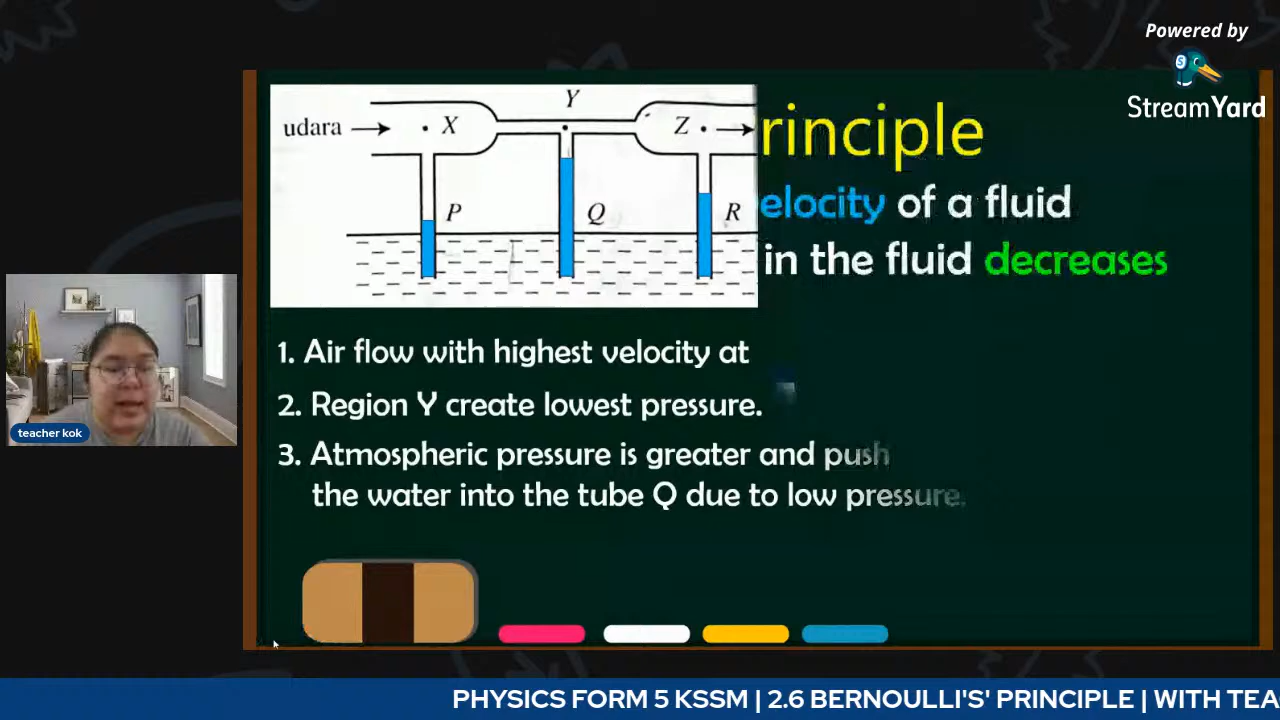 Powered by
StreamYard
udara
X
Y
Z
P
Q
R
rinciple
elocity of a fluid
in the fluid decreases
1. Air flow with highest velocity at
2. Region Y create lowest pressure.
3. Atmospheric pressure is greater and push
the water into the tube Q due to low pressure.
teacher kok
PHYSICS FORM 5 KSSM | 2.6 BERNOULLI'S' PRINCIPLE | WITH TEA